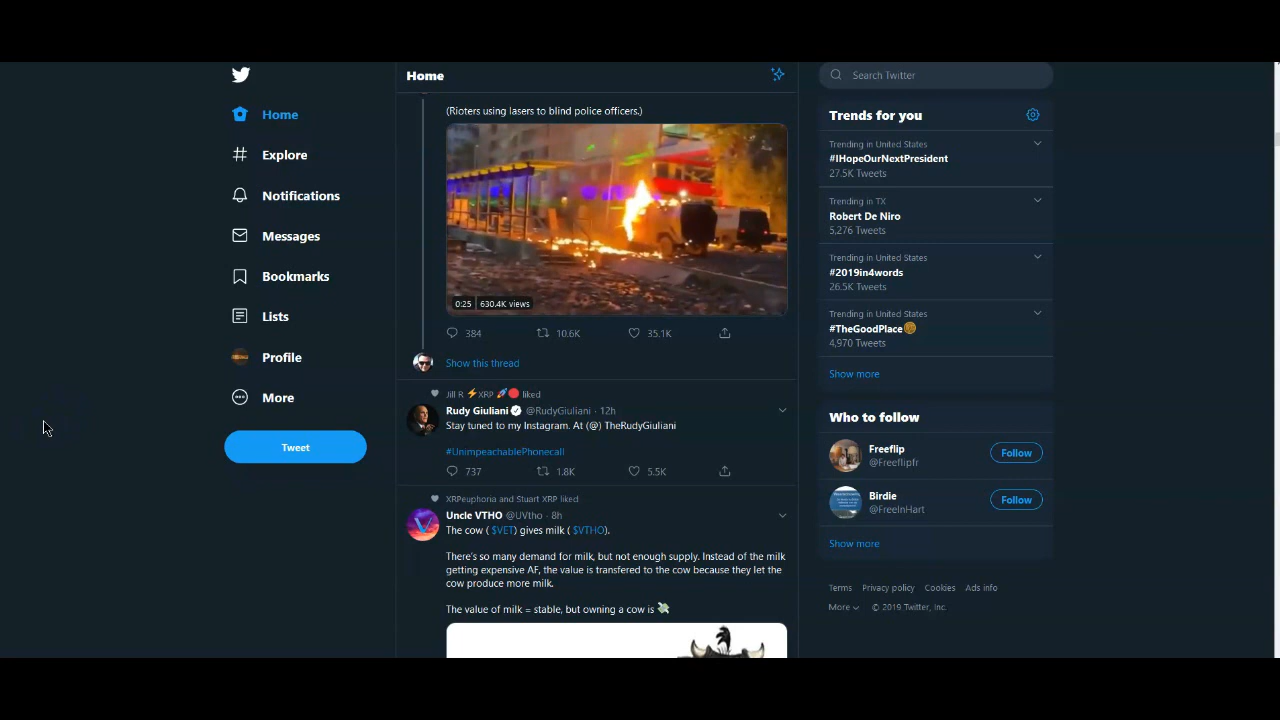 Home
Explore
Notifications
Messages
Bookmarks
Lists
Profile
More
Tweet
Home
(Rioters using lasers to blind police officers.)
0:25 630.4K views
384 10.6K 35.1K
Show this thread
Jill R ⚡XRP 🚀🔴 liked
Rudy Giuliani @RudyGiuliani · 12h
Stay tuned to my Instagram. At (@) TheRudyGiuliani
#UnimpeachablePhonecall
737 1.8K 5.5K
XRPeuphona and Stuart XRP liked
Uncle VTHO @UVtho · 8h
The cow ( $VET) gives milk ( $VTHO).
There's so many demand for milk, but not enough supply. Instead of the milk
getting expensive AF, the value is transfered to the cow because they let the
cow produce more milk.
The value of milk = stable, but owning a cow is 💸
Search Twitter
Trends for you
Trending in United States
#IHopeOurNextPresident
27.5K Tweets
Trending in TX
Robert De Niro
5,276 Tweets
Trending in United States
#2019in4words
26.5K Tweets
Trending in United States
#TheGoodPlace
4,970 Tweets
Show more
Who to follow
Freeflip
@Freeflipfr
Follow
Birdie
@FreeInHart
Follow
Show more
Terms Privacy policy Cookies Ads info
More © 2019 Twitter, Inc.